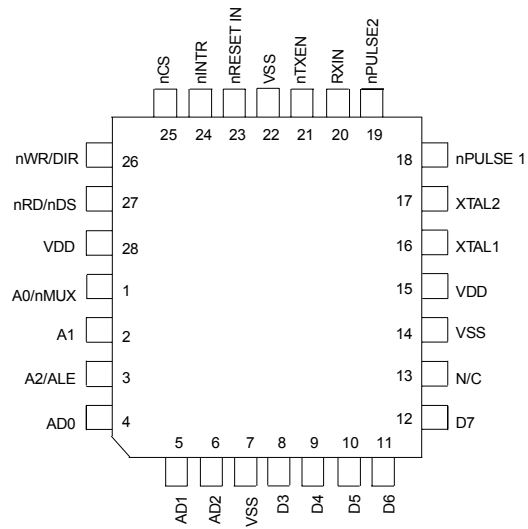 nCS
nINTR
nRESET IN
VSS
nTXEN
RXIN
nPULSE2
25 24 23 22 21 20 19
nWR/DIR 26 18 nPULSE 1
nRD/nDS 27 17 XTAL2
VDD 28 16 XTAL1
A0/nMUX 1 15 VDD
A1 2 14 VSS
A2/ALE 3 13 N/C
AD0 4 12 D7
5 6 7 8 9 10 11
AD1
AD2
VSS
D3
D4
D5
D6